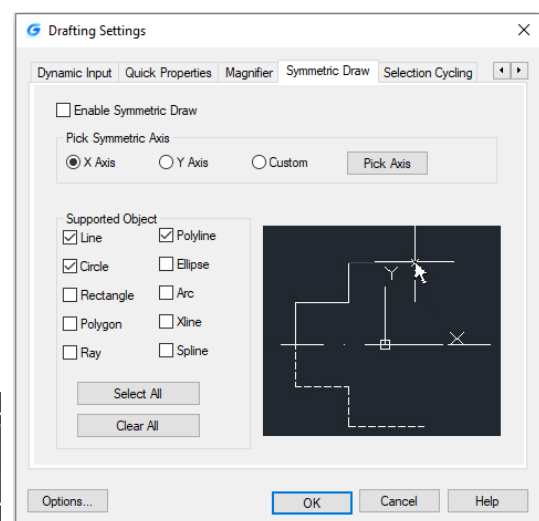 Drafting Settings
Dynamic Input Quick Properties Magnifier Symmetric Draw Selection Cycling
Enable Symmetric Draw
Pick Symmetric Axis
X Axis Y Axis Custom Pick Axis
Supported Object
Line Polyline
Circle Ellipse
Rectangle Arc
Polygon Xline
Ray Spline
Select All
Clear All
Y
X
Options... OK Cancel Help